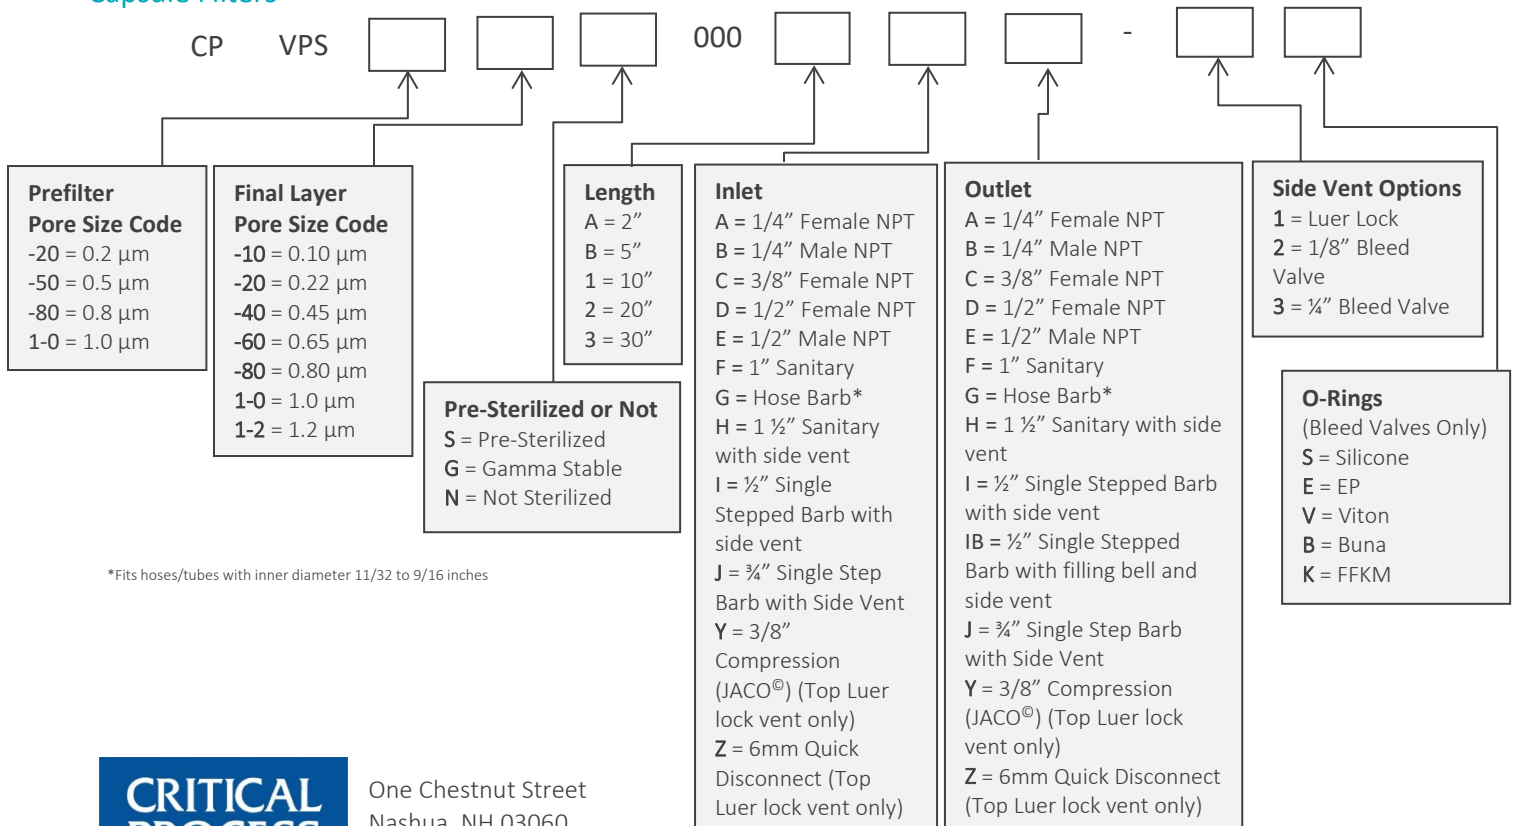 Capsule Filters
CP VPS 000 -
Prefilter
Pore Size Code
-20 = 0.2 µm
-50 = 0.5 µm
-80 = 0.8 µm
1-0 = 1.0 µm
Final Layer
Pore Size Code
-10 = 0.10 µm
-20 = 0.22 µm
-40 = 0.45 µm
-60 = 0.65 µm
-80 = 0.80 µm
1-0 = 1.0 µm
1-2 = 1.2 µm
Pre-Sterilized or Not
S = Pre-Sterilized
G = Gamma Stable
N = Not Sterilized
Length
A = 2”
B = 5”
1 = 10”
2 = 20”
3 = 30”
Inlet
A = 1/4” Female NPT
B = 1/4” Male NPT
C = 3/8” Female NPT
D = 1/2” Female NPT
E = 1/2” Male NPT
F = 1” Sanitary
G = Hose Barb*
H = 1 ½” Sanitary
with side vent
I = ½” Single
Stepped Barb with
side vent
J = ¾” Single Step
Barb with Side Vent
Y = 3/8”
Compression
(JACO©) (Top Luer
lock vent only)
Z = 6mm Quick
Disconnect (Top
Luer lock vent only)
Outlet
A = 1/4” Female NPT
B = 1/4” Male NPT
C = 3/8” Female NPT
D = 1/2” Female NPT
E = 1/2” Male NPT
F = 1” Sanitary
G = Hose Barb*
H = 1 ½” Sanitary with side
vent
I = ½” Single Stepped Barb
with side vent
IB = ½” Single Stepped
Barb with filling bell and
side vent
J = ¾” Single Step Barb
with Side Vent
Y = 3/8” Compression
(JACO©) (Top Luer lock
vent only)
Z = 6mm Quick Disconnect
(Top Luer lock vent only)
Side Vent Options
1 = Luer Lock
2 = 1/8” Bleed
Valve
3 = ¼” Bleed Valve
O-Rings
(Bleed Valves Only)
S = Silicone
E = EP
V = Viton
B = Buna
K = FFKM
*Fits hoses/tubes with inner diameter 11/32 to 9/16 inches
CRITICAL
PROCESS
One Chestnut Street
Nashua, NH 03060